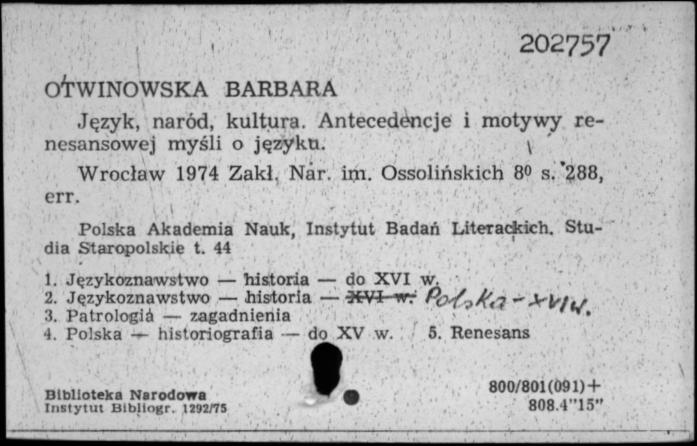 202757
OTWINOWSKA BARBARA
Język, naród, kultura. Antecedencje i motywy re-
nesansowej myśli o języku.
Wrocław 1974 Zakł. Nar. im. Ossolińskich 8⁰ s. 288,
err.
Polska Akademia Nauk, Instytut Badań Literackich. Stu-
dia Staropolskie t. 44
1. Językoznawstwo — historia — do XVI w.
2. Językoznawstwo — historia — XVI w. Polska - XVI w.
3. Patrologia — zagadnienia
4. Polska — historiografia — do XV w. 5. Renesans
Biblioteka Narodowa
Instytut Bibliogr. 1292/75
800/801(091)+
808.4"15"